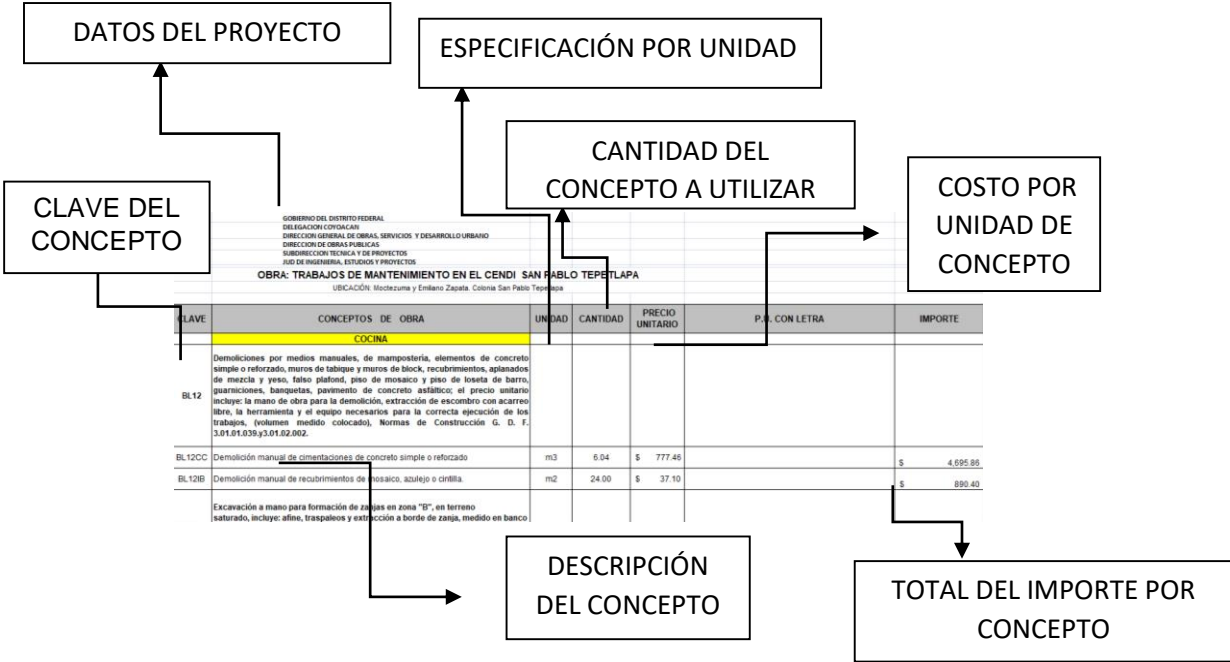 DATOS DEL PROYECTO
ESPECIFICACIÓN POR UNIDAD
CANTIDAD DEL
CONCEPTO A UTILIZAR
COSTO POR
UNIDAD DE
CONCEPTO
CLAVE DEL
CONCEPTO
GOBIERNO DEL DISTRITO FEDERAL
DELEGACION COYOACAN
DIRECCION GENERAL DE OBRAS, SERVICIOS Y DESARROLLO URBANO
DIRECCION DE OBRAS PUBLICAS
SUBDIRECCION TECNICA Y DE PROYECTOS
JUD DE INGENIERIA, ESTUDIOS Y PROYECTOS
OBRA: TRABAJOS DE MANTENIMIENTO EN EL CENDI SAN PABLO TEPETLAPA
UBICACIÓN: Moctezuma y Emiliano Zapata. Colonia San Pablo Tepetlapa
CLAVE CONCEPTOS DE OBRA UNIDAD CANTIDAD PRECIO UNITARIO P.U. CON LETRA IMPORTE
COCINA
Demoliciones por medios manuales, de mampostería, elementos de concreto
simple o reforzado, muros de tabique y muros de block, recubrimientos, aplanados
de mezcla y yeso, falso plafond, piso de mosaico y piso de loseta de barro,
guarniciones, banquetas, pavimento de concreto asfáltico; el precio unitario
BL12 incluye: la mano de obra para la demolición, extracción de escombro con acarreo
libre, la herramienta y el equipo necesarios para la correcta ejecución de los
trabajos, (volumen medido colocado), Normas de Construcción G. D. F.
3.01.01.039.y3.01.02.002.
BL12CC Demolición manual de cimentaciones de concreto simple o reforzado m3 6.04 $ 777.46 $ 4,695.86
BL12IB Demolición manual de recubrimientos de mosaico, azulejo o cintilla. m2 24.00 $ 37.10 $ 890.40
Excavación a mano para formación de zanjas en zona "B", en terreno
saturado, incluye: afine, traspaleos y extracción a borde de zanja, medido en banco
DESCRIPCIÓN
DEL CONCEPTO
TOTAL DEL IMPORTE POR
CONCEPTO